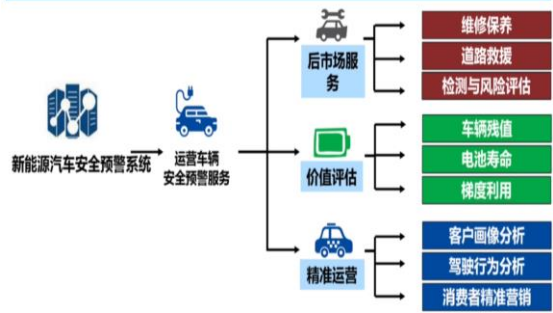 新能源汽车安全预警系统
运营车辆
安全预警服务
后市场服
务
维修保养
道路救援
检测与风险评估
价值评估
车辆残值
电池寿命
梯度利用
精准运营
客户画像分析
驾驶行为分析
消费者精准营销